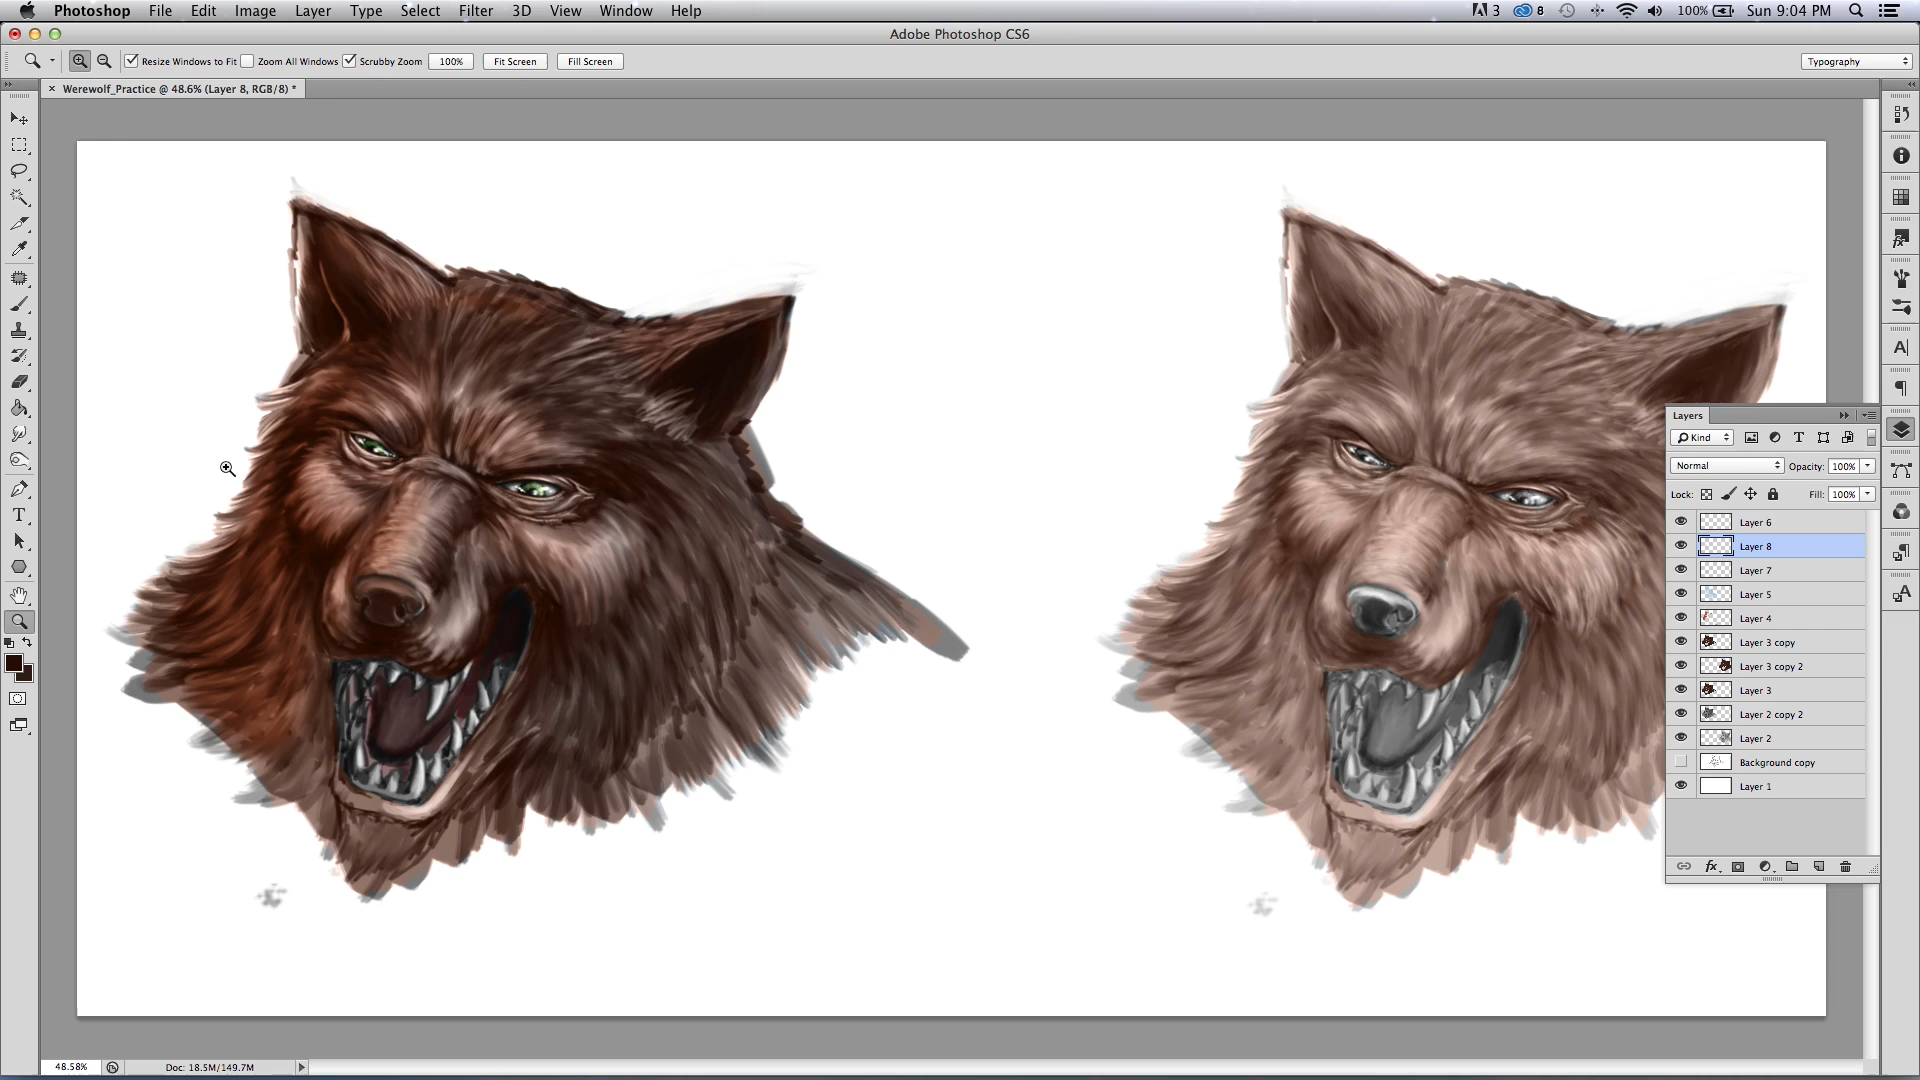 Photoshop File Edit Image Layer Type Select Filter 3D View Window Help 3 8 100% Sun 9:04 PM
Adobe Photoshop CS6
Resize Windows to Fit Zoom All Windows Scrubby Zoom 100% Fit Screen Fill Screen Typography
× Werewolf_Practice @ 48.6% (Layer 8, RGB/8) *
Layers
Kind
Normal Opacity: 100%
Lock: Fill: 100%
Layer 6
Layer 8
Layer 7
Layer 5
Layer 4
Layer 3 copy
Layer 3 copy 2
Layer 3
Layer 2 copy 2
Layer 2
Background copy
Layer 1
fx
48.58% Doc: 18.5M/149.7M